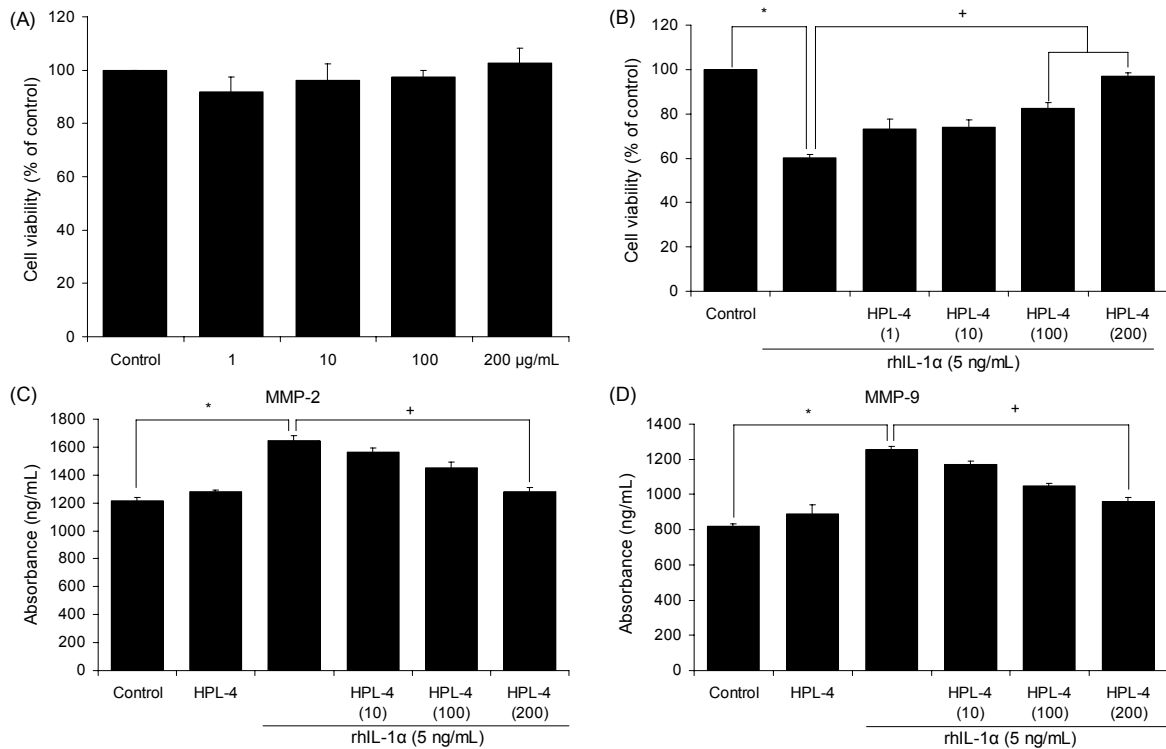 (A)
120
100
80
60
40
20
0
Cell viability (% of control)
Control 1 10 100 200 µg/mL
(B)
* +
120
100
80
60
40
20
0
Cell viability (% of control)
Control HPL-4 HPL-4 HPL-4 HPL-4
(1) (10) (100) (200)
rhIL-1α (5 ng/mL)
(C)
MMP-2
* +
1800
1600
1400
1200
1000
800
600
400
200
0
Absorbance (ng/mL)
Control HPL-4 HPL-4 HPL-4 HPL-4
(10) (100) (200)
rhIL-1α (5 ng/mL)
(D)
MMP-9
* +
1400
1200
1000
800
600
400
200
0
Absorbance (ng/mL)
Control HPL-4 HPL-4 HPL-4 HPL-4
(10) (100) (200)
rhIL-1α (5 ng/mL)